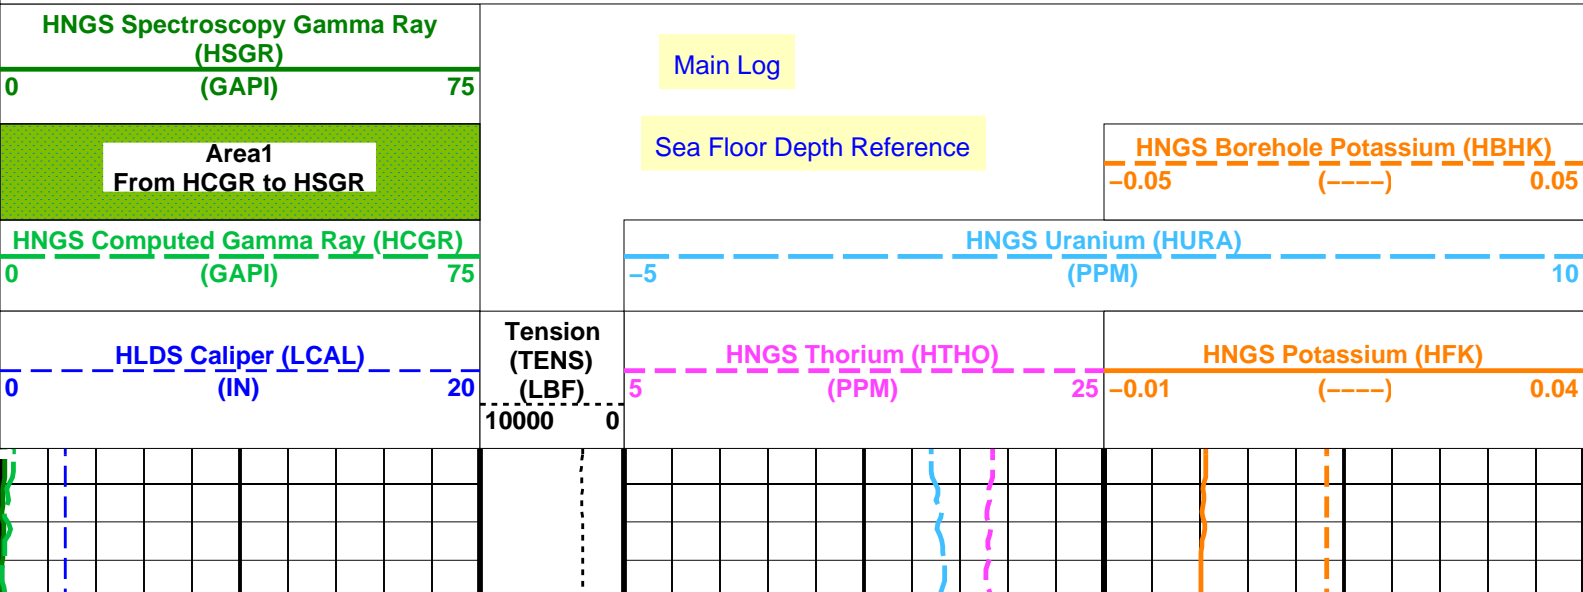 HNGS Spectroscopy Gamma Ray
(HSGR)
0 (GAPI) 75
Main Log
Area1
From HCGR to HSGR
Sea Floor Depth Reference
HNGS Borehole Potassium (HBHK)
−0.05 (−−−−) 0.05
HNGS Computed Gamma Ray (HCGR)
0 (GAPI) 75
HNGS Uranium (HURA)
−5 (PPM) 10
HLDS Caliper (LCAL)
0 (IN) 20
Tension
(TENS)
(LBF)
10000 0
HNGS Thorium (HTHO)
5 (PPM) 25
HNGS Potassium (HFK)
−0.01 (−−−−) 0.04